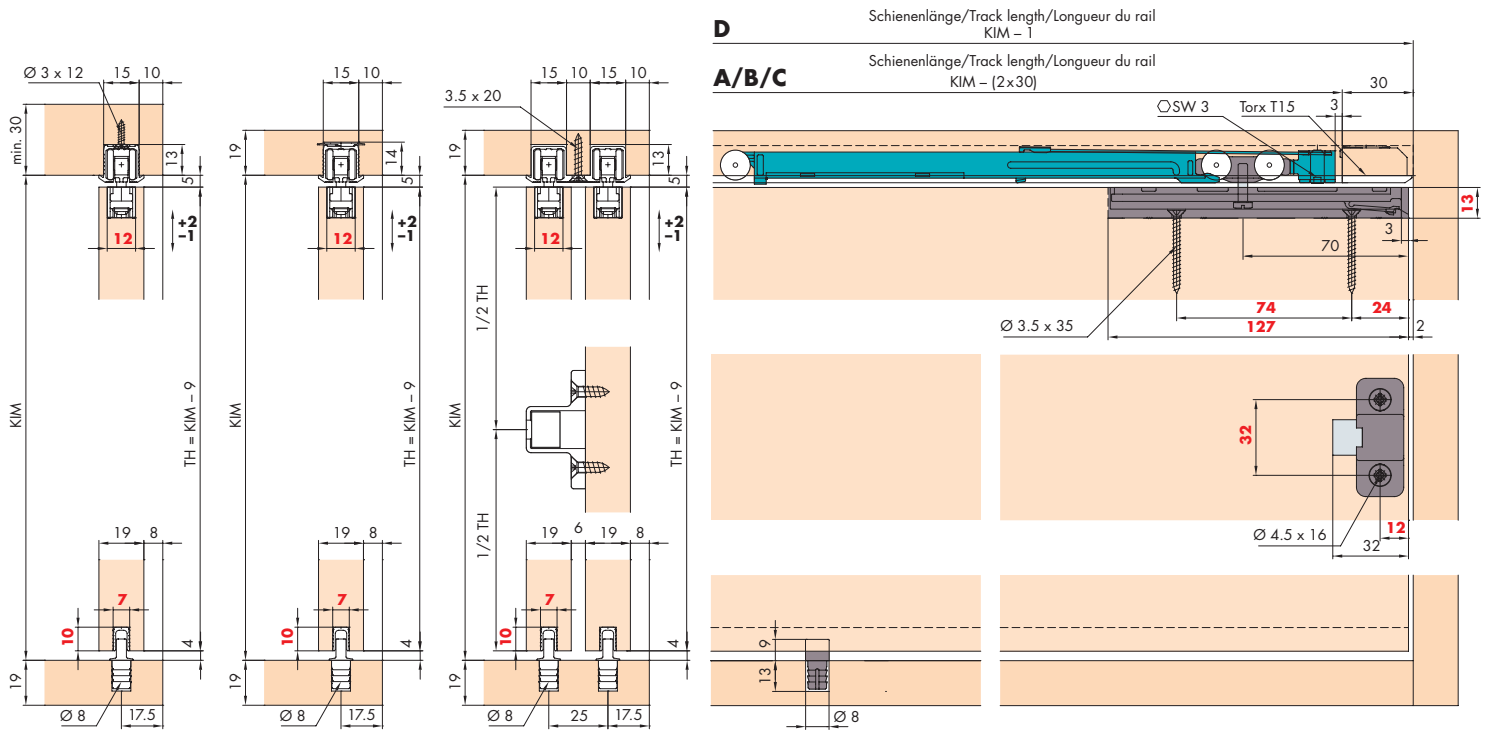 D
Schienenlänge/Track length/Longueur du rail
KIM – 1
A/B/C
Schienenlänge/Track length/Longueur du rail
KIM – (2x30)
30
⬡SW 3
3
Torx T15
13
3
70
74
24
127
2
Ø 3.5 x 35
32
12
Ø 4.5 x 16
32
9
13
Ø 8
Ø 3 x 12
15
10
min. 30
13
5
+2
–1
12
KIM
TH = KIM – 9
19
8
7
10
4
19
Ø 8
17.5
15
10
19
14
5
+2
–1
12
KIM
TH = KIM – 9
19
8
7
10
4
19
Ø 8
17.5
3.5 x 20
15
10
15
10
19
13
5
+2
–1
12
1/2 TH
KIM
TH = KIM – 9
1/2 TH
19
6
19
8
7
10
4
19
Ø 8
25
17.5